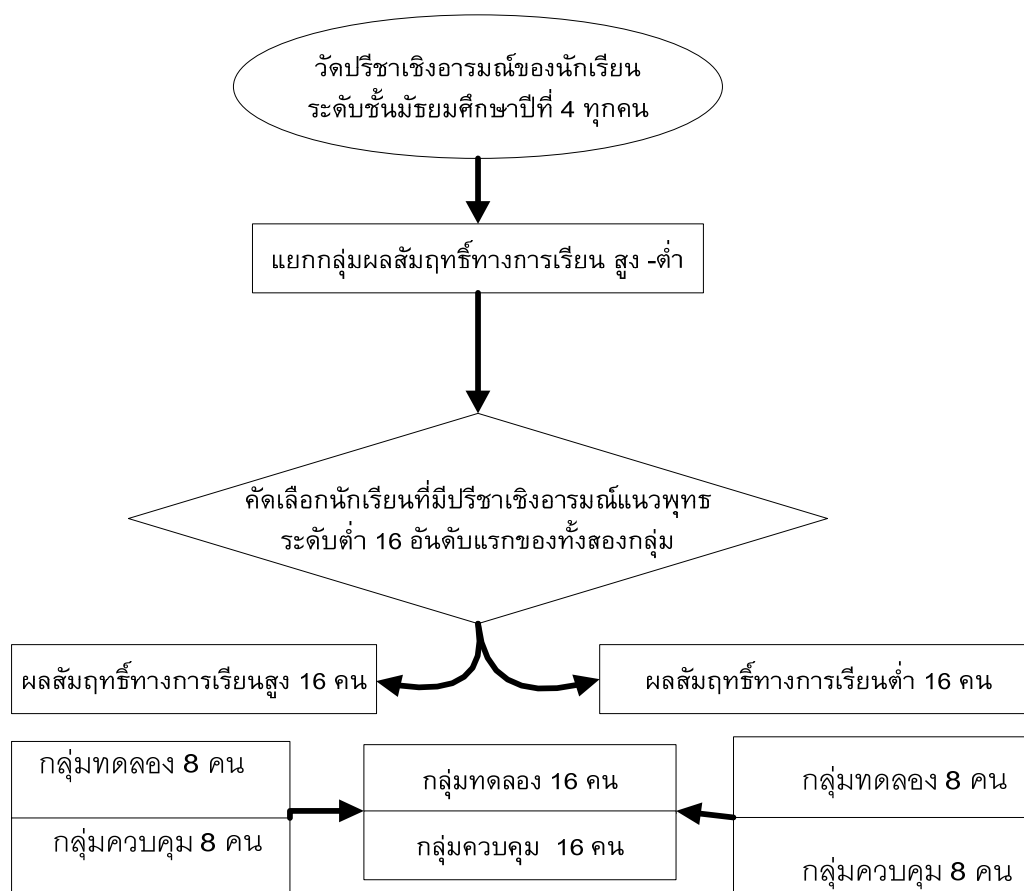 วัดปรีชาเชิงอารมณ์ของนักเรียน
ระดับชั้นมัธยมศึกษาปีที่ 4 ทุกคน
แยกกลุ่มผลสัมฤทธิ์ทางการเรียน สูง -ต่ำ
คัดเลือกนักเรียนที่มีปรีชาเชิงอารมณ์แนวพุทธ
ระดับต่ำ 16 อันดับแรกของทั้งสองกลุ่ม
ผลสัมฤทธิ์ทางการเรียนสูง 16 คน
ผลสัมฤทธิ์ทางการเรียนต่ำ 16 คน
กลุ่มทดลอง 8 คน
กลุ่มควบคุม 8 คน
กลุ่มทดลอง 16 คน
กลุ่มควบคุม 16 คน
กลุ่มทดลอง 8 คน
กลุ่มควบคุม 8 คน